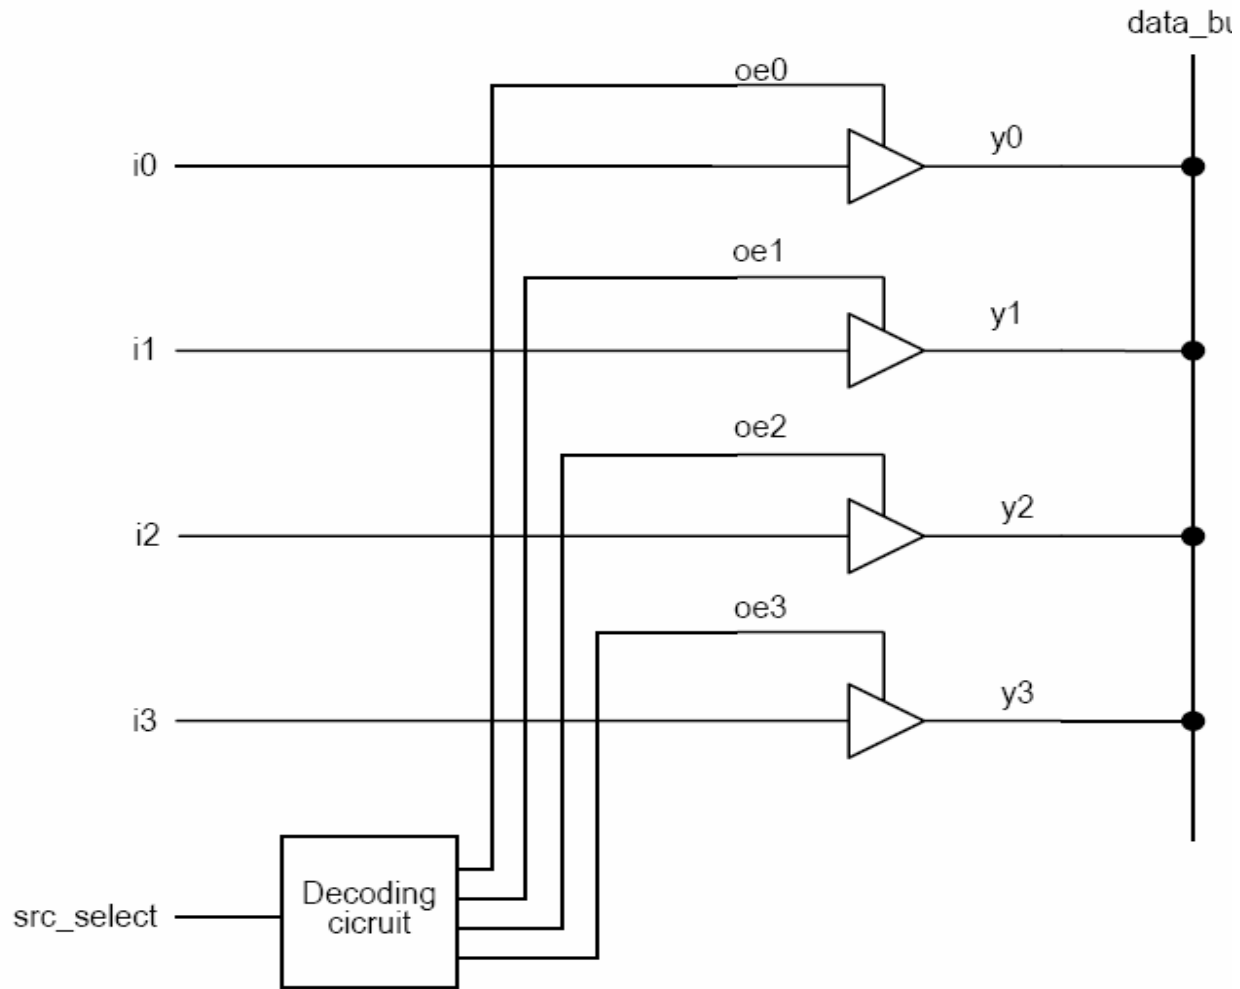 data_bu
oe0
i0
y0
oe1
i1
y1
oe2
i2
y2
oe3
i3
y3
src_select
Decoding
cicruit